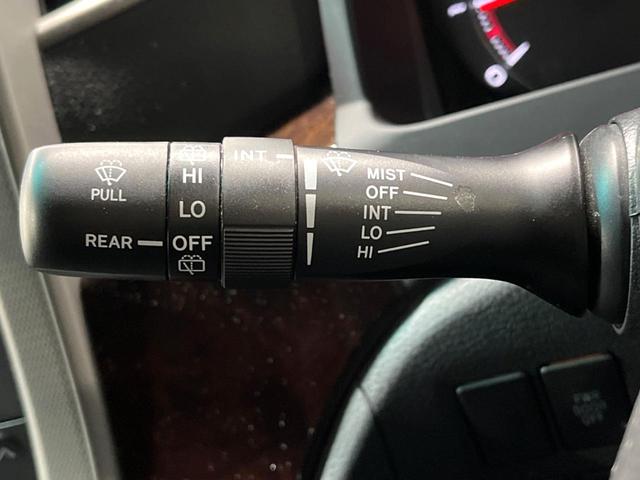 PULL
REAR
HI
LO
OFF
INT
MIST
OFF
INT
LO
HI